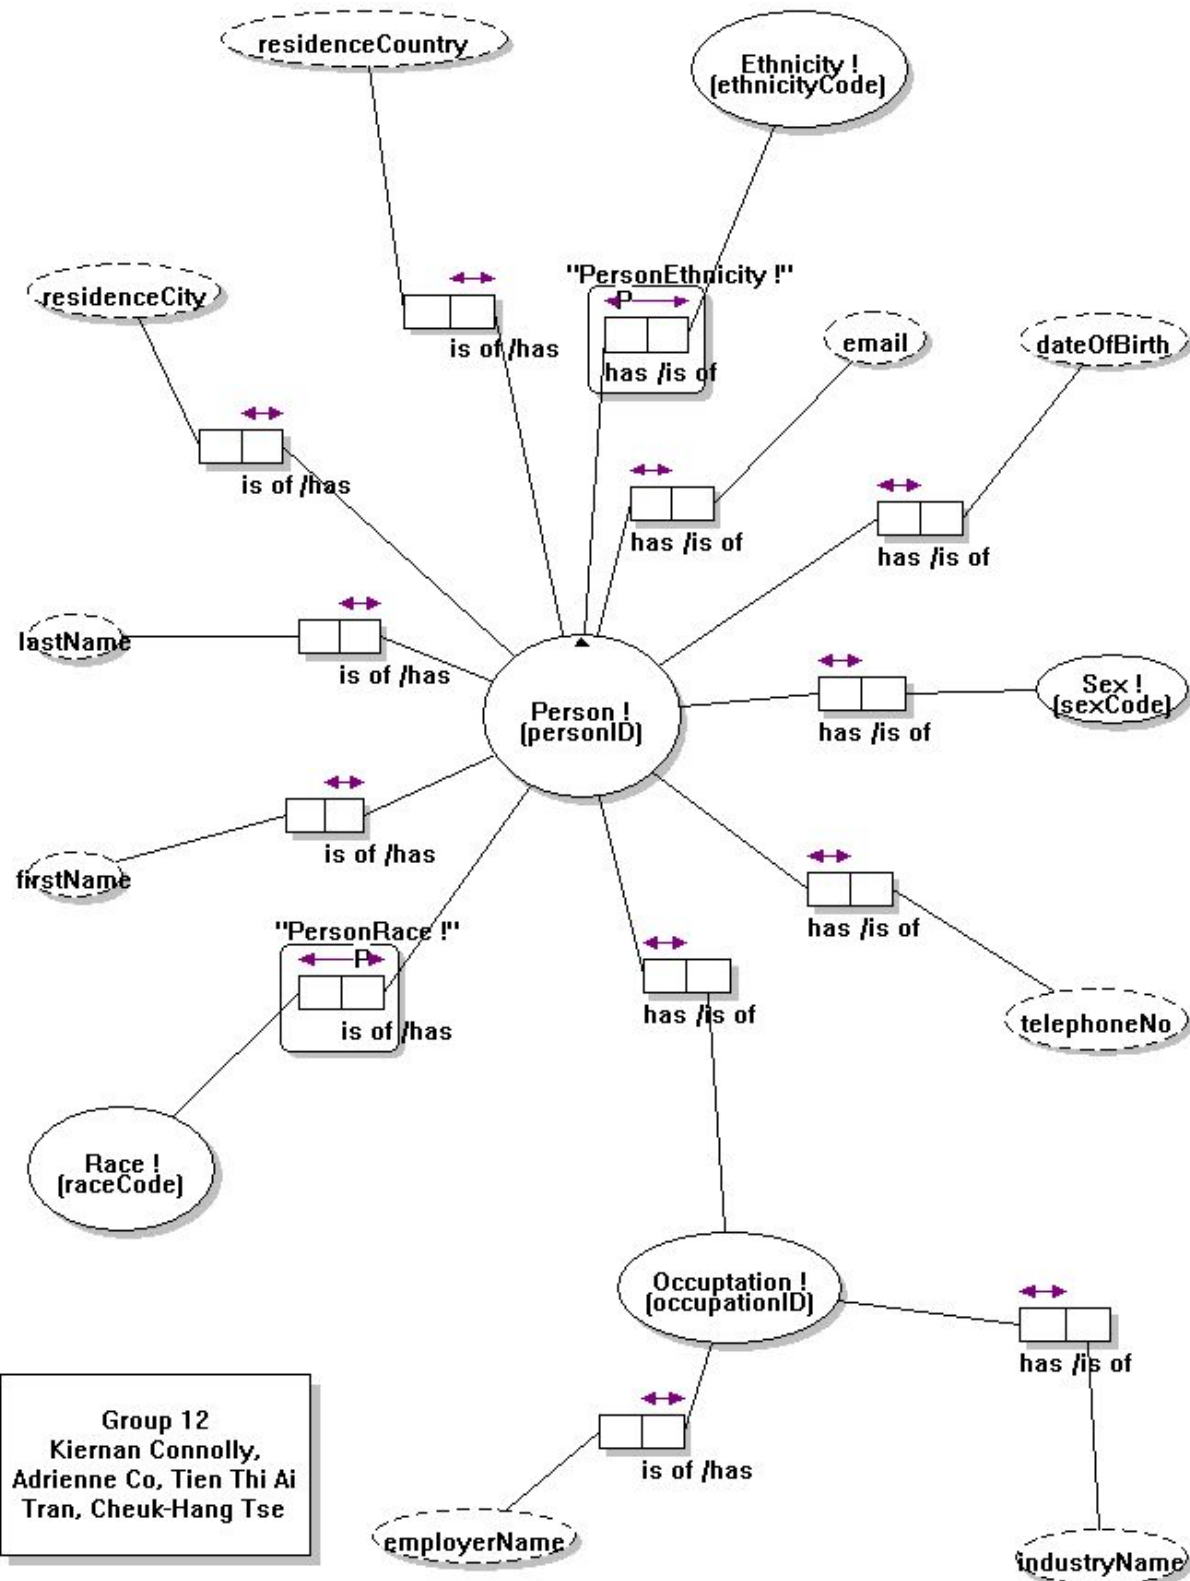 residenceCountry
Ethnicity !
(ethnicityCode)
residenceCity
"PersonEthnicity !"
P
is of /has
has /is of
email
dateOfBirth
is of /has
has /is of
has /is of
lastName
is of /has
Person !
(personID)
Sex !
(sexCode)
has /is of
firstName
is of /has
has /is of
"PersonRace !"
P
is of /has
has /is of
telephoneNo
Race !
(raceCode)
Occuptation !
(occupationID)
has /is of
is of /has
employerName
industryName
Group 12
Kiernan Connolly,
Adrienne Co, Tien Thi Ai
Tran, Cheuk-Hang Tse